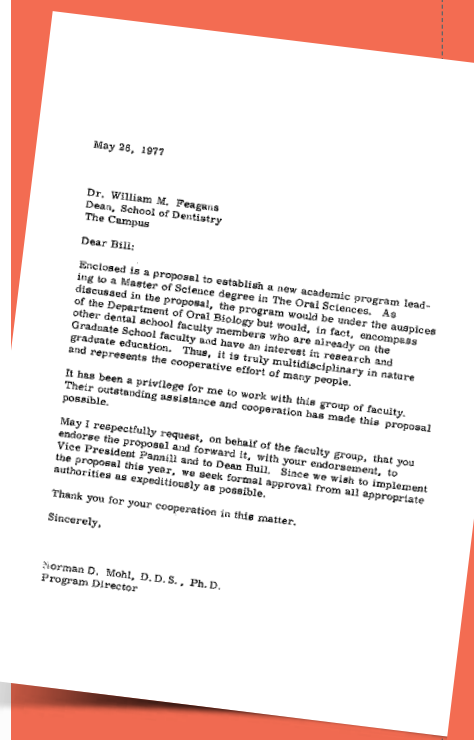 May 26, 1977
Dr. William M. Feagans
Dean, School of Dentistry
The Campus
Dear Bill:
Enclosed is a proposal to establish a new academic program lead-
ing to a Master of Science degree in The Oral Sciences. As
discussed in the proposal, the program would be under the auspices
of the Department of Oral Biology but would, in fact, encompass
other dental school faculty members who are already on the
Graduate School faculty and have an interest in research and
graduate education. Thus, it is truly multidisciplinary in nature
and represents the cooperative effort of many people.
It has been a privilege for me to work with this group of faculty.
Their outstanding assistance and cooperation has made this proposal
possible.
May I respectfully request, on behalf of the faculty group, that you
endorse the proposal and forward it, with your endorsement, to
Vice President Pannill and to Dean Hull. Since we wish to implement
the proposal this year, we seek formal approval from all appropriate
authorities as expeditiously as possible.
Thank you for your cooperation in this matter.
Sincerely,
Norman D. Mohl, D.D.S., Ph.D.
Program Director